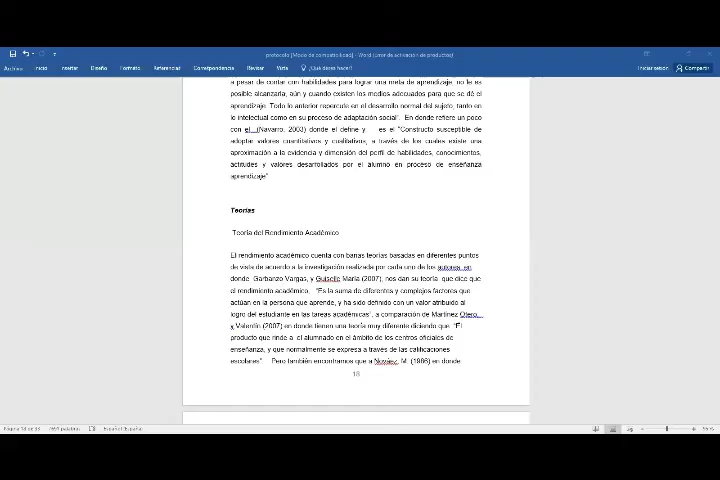 protocolo [Modo de compatibilidad] - Word (Error de activación de productos)
Archivo Inicio Insertar Diseño Formato Referencias Correspondencia Revisar Vista ¿Qué desea hacer? Iniciar sesión Compartir
a pesar de contar con habilidades para lograr una meta de aprendizaje, no le es
posible alcanzarla, aún y cuando existen los medios adecuados para que se dé el
aprendizaje. Todo lo anterior repercute en el desarrollo normal del sujeto, tanto en
lo intelectual como en su proceso de adaptación social". En donde refiere un poco
con el (Navarro, 2003) donde el define y es el "Constructo susceptible de
adoptar valores cuantitativos y cualitativos, a través de los cuales existe una
aproximación a la evidencia y dimensión del perfil de habilidades, conocimientos,
actitudes y valores desarrollados por el alumno en proceso de enseñanza
aprendizaje"
Teorías
Teoría del Rendimiento Académico
El rendimiento académico cuenta con barias teorías basadas en diferentes puntos
de vista de acuerdo a la investigación realizada por cada uno de los autores en
donde Garbanzo Vargas, y Guiselle María (2007), nos dan su teoría que dice que
el rendimiento académico, "Es la suma de diferentes y complejos factores que
actúan en la persona que aprende, y ha sido definido con un valor atribuido al
logro del estudiante en las tareas académicas", a comparación de Martínez Otero,
y Valentín (2007) en donde tienen una teoría muy diferente diciendo que "El
producto que rinde a el alumnado en el ámbito de los centros oficiales de
enseñanza, y que normalmente se expresa a través de las calificaciones
escolares". Pero también encontramos que a Nováez, M. (1986) en donde
18
Página 18 de 33 7691 palabras Español (España) 96%